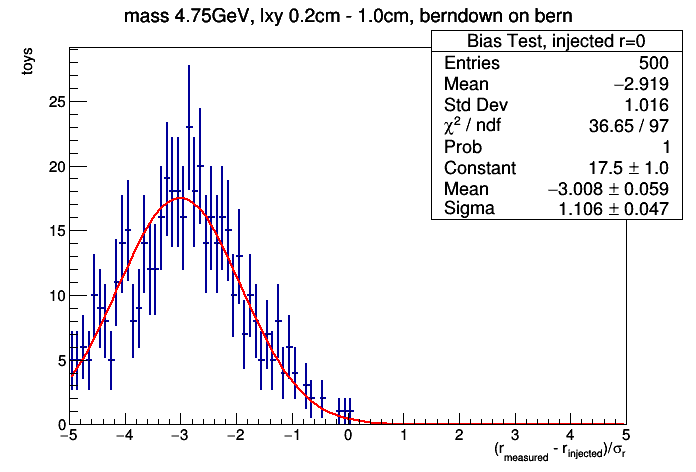 mass 4.75GeV, lxy 0.2cm - 1.0cm, berndown on bern
toys
Bias Test, injected r=0
Entries 500
Mean −2.919
Std Dev 1.016
χ² / ndf 36.65 / 97
Prob 1
Constant 17.5 ± 1.0
Mean −3.008 ± 0.059
Sigma 1.106 ± 0.047
25
20
15
10
5
0
−5 −4 −3 −2 −1 0 1 2 3 4 5
(r_measured - r_injected)/σ_r